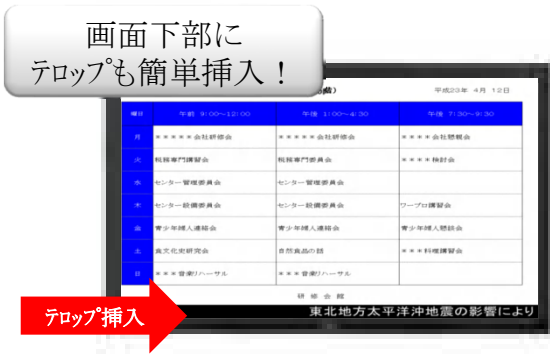 画面下部に
テロップも簡単挿入！
平成23年 4月 12日
曜日 午前 9:00～12:00 午後 1:00～4:30 午後 7:30～9:30
月 ＊＊＊＊＊会社研修会 ＊＊＊＊＊会社研修会 ＊＊＊＊会社懇親会
火 税務専門講習会 税務専門委員会 ＊＊＊＊検討会
水 センター管理委員会 センター管理委員会
木 センター設備委員会 センター設備委員会 ワープロ講習会
金 青少年婦人連絡会 青少年婦人連絡会 青少年婦人懇談会
土 食文化史研究会 自然食品の話 ＊＊＊料理講習会
日 ＊＊＊音楽リハーサル ＊＊＊音楽リハーサル
研修会館
テロップ挿入
東北地方太平洋沖地震の影響により